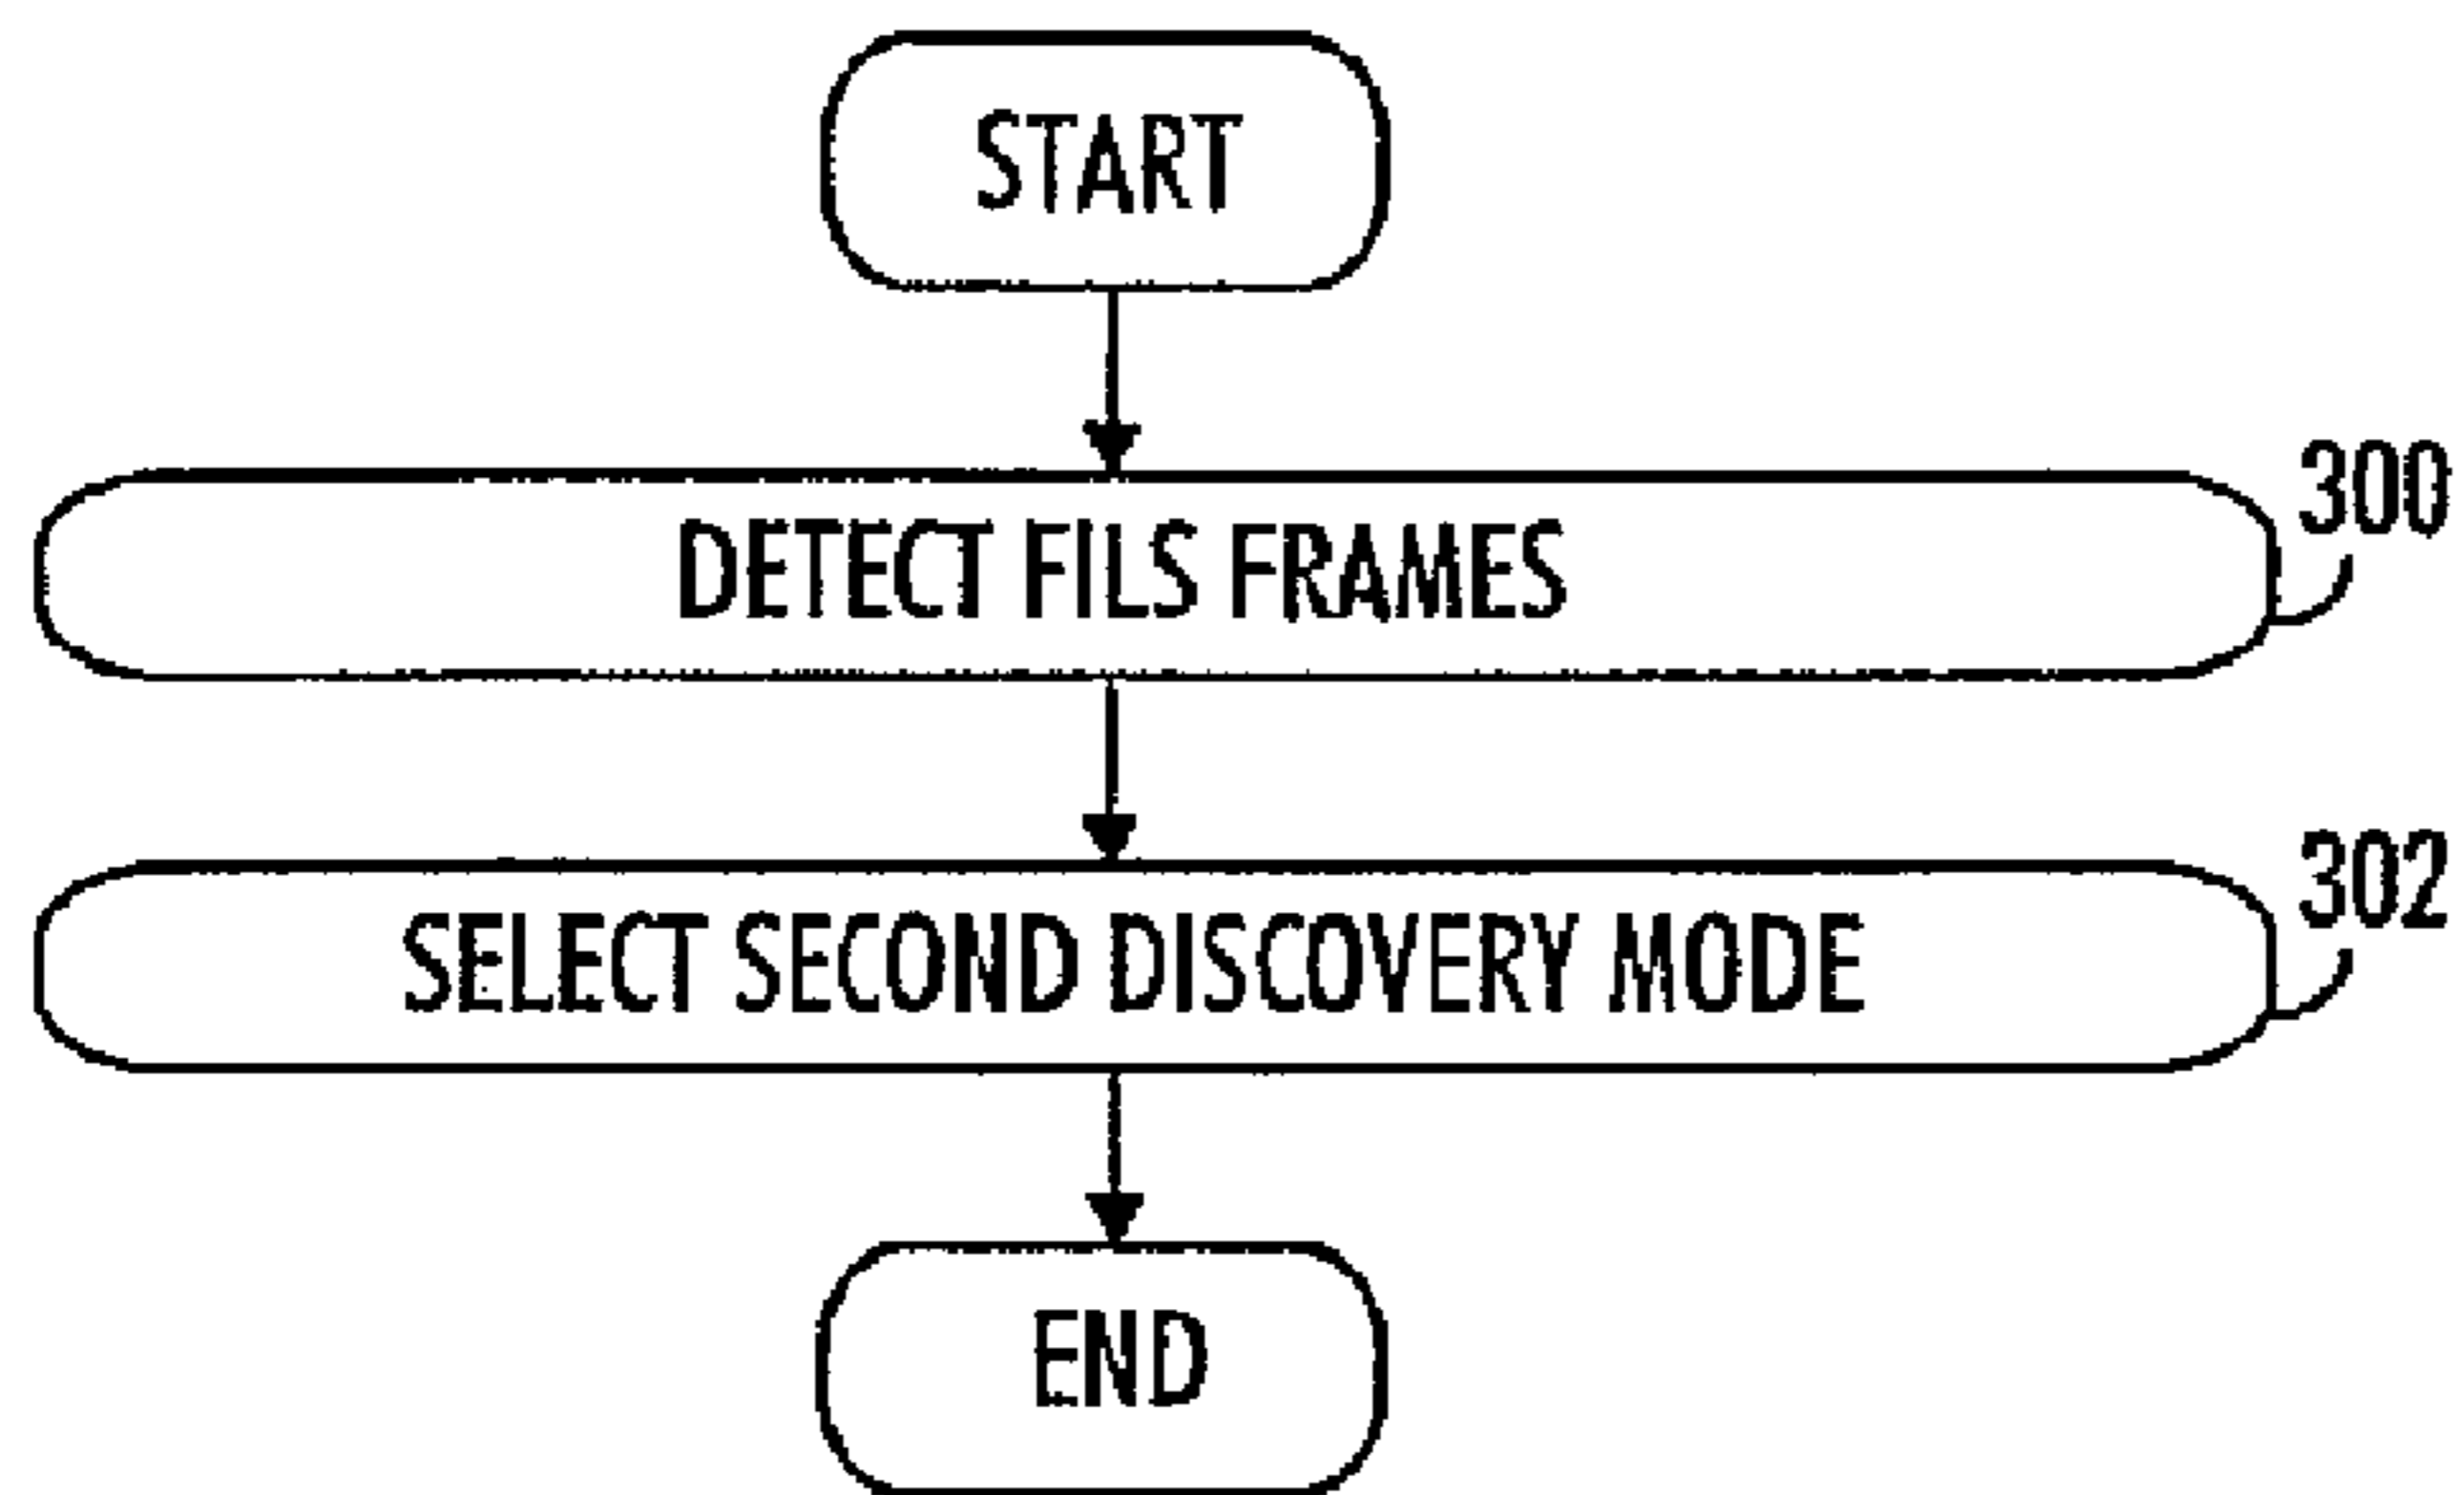 START
300
DETECT FILS FRAMES
302
SELECT SECOND DISCOVERY MODE
END